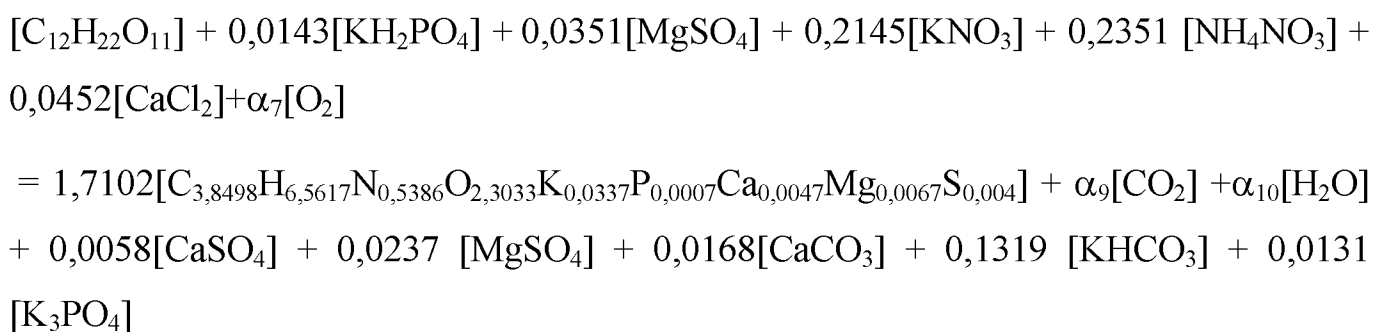 [C₁₂H₂₂O₁₁] + 0,0143[KH₂PO₄] + 0,0351[MgSO₄] + 0,2145[KNO₃] + 0,2351 [NH₄NO₃] +
0,0452[CaCl₂]+α₇[O₂]
= 1,7102[C₃,₈₄₉₈H₆,₅₆₁₇N₀,₅₃₈₆O₂,₃₀₃₃K₀,₀₃₃₇P₀,₀₀₀₇Ca₀,₀₀₄₇Mg₀,₀₀₆₇S₀,₀₀₄] + α₉[CO₂] +α₁₀[H₂O]
+ 0,0058[CaSO₄] + 0,0237 [MgSO₄] + 0,0168[CaCO₃] + 0,1319 [KHCO₃] + 0,0131
[K₃PO₄]